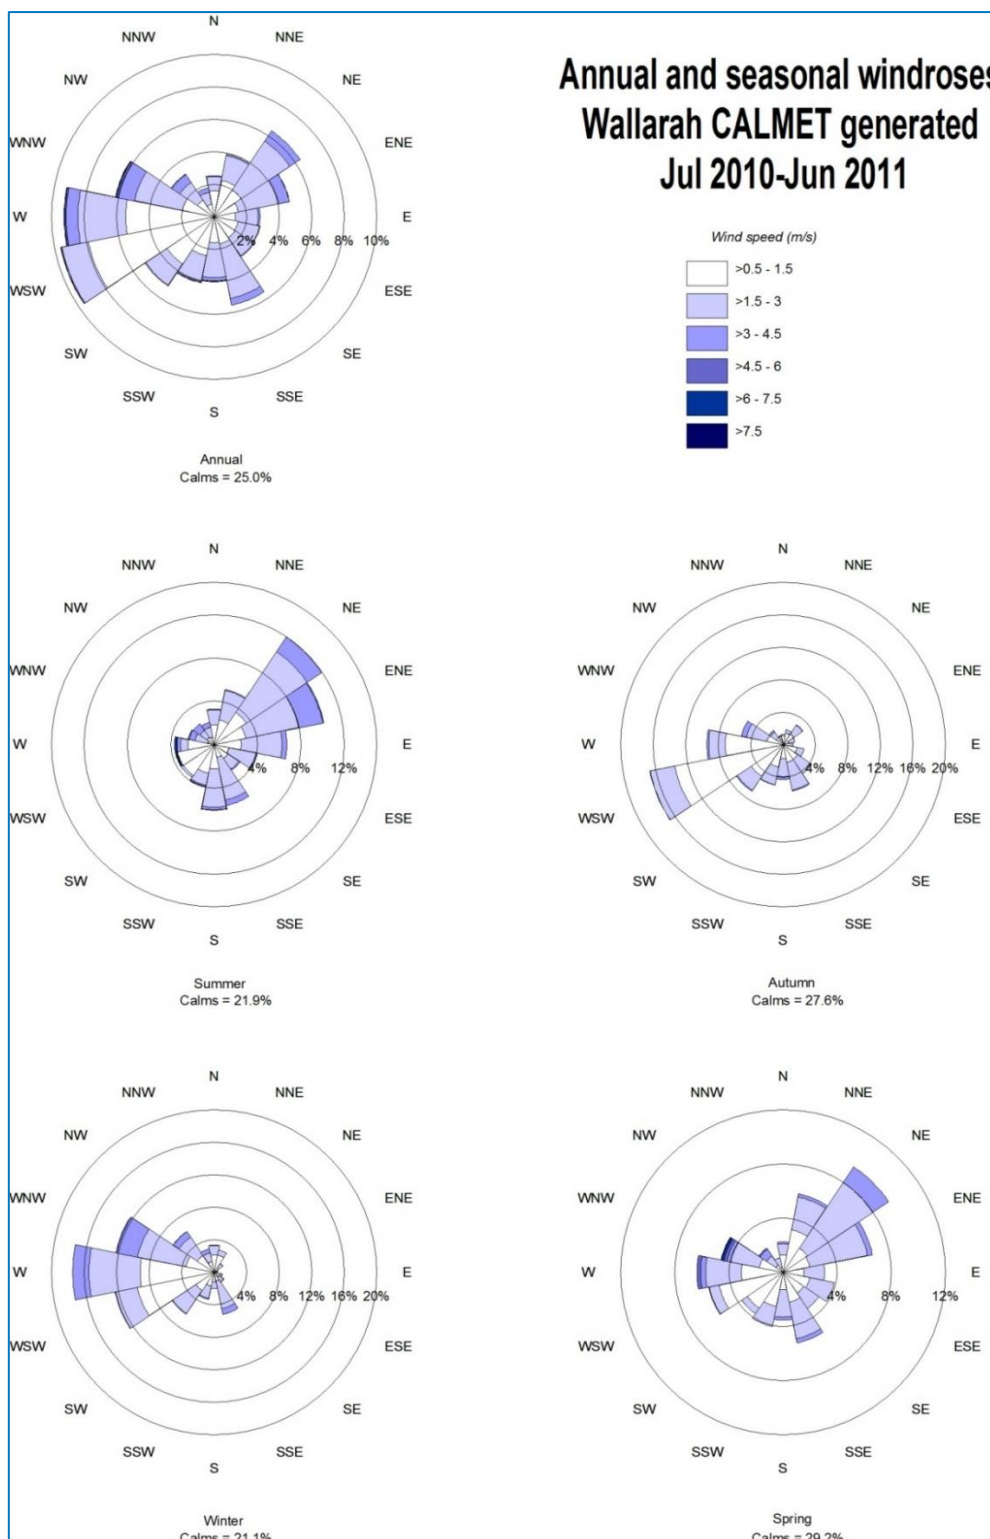 Annual and seasonal windroses
Wallarah CALMET generated
Jul 2010-Jun 2011
Wind speed (m/s)
>0.5 - 1.5
>1.5 - 3
>3 - 4.5
>4.5 - 6
>6 - 7.5
>7.5
N
NNW NNE
NW NE
WNW ENE
W E
2% 4% 6% 8% 10%
WSW ESE
SW SE
SSW SSE
S
Annual
Calms = 25.0%
N
NNW NNE
NW NE
WNW ENE
W E
4% 8% 12%
WSW ESE
SW SE
SSW SSE
S
Summer
Calms = 21.9%
N
NNW NNE
NW NE
WNW ENE
W E
4% 8% 12% 16% 20%
WSW ESE
SW SE
SSW SSE
S
Autumn
Calms = 27.6%
N
NNW NNE
NW NE
WNW ENE
W E
4% 8% 12% 16% 20%
WSW ESE
SW SE
SSW SSE
S
Winter
Calms = 21.1%
N
NNW NNE
NW NE
WNW ENE
W E
4% 8% 12%
WSW ESE
SW SE
SSW SSE
S
Spring
Calms = 29.2%